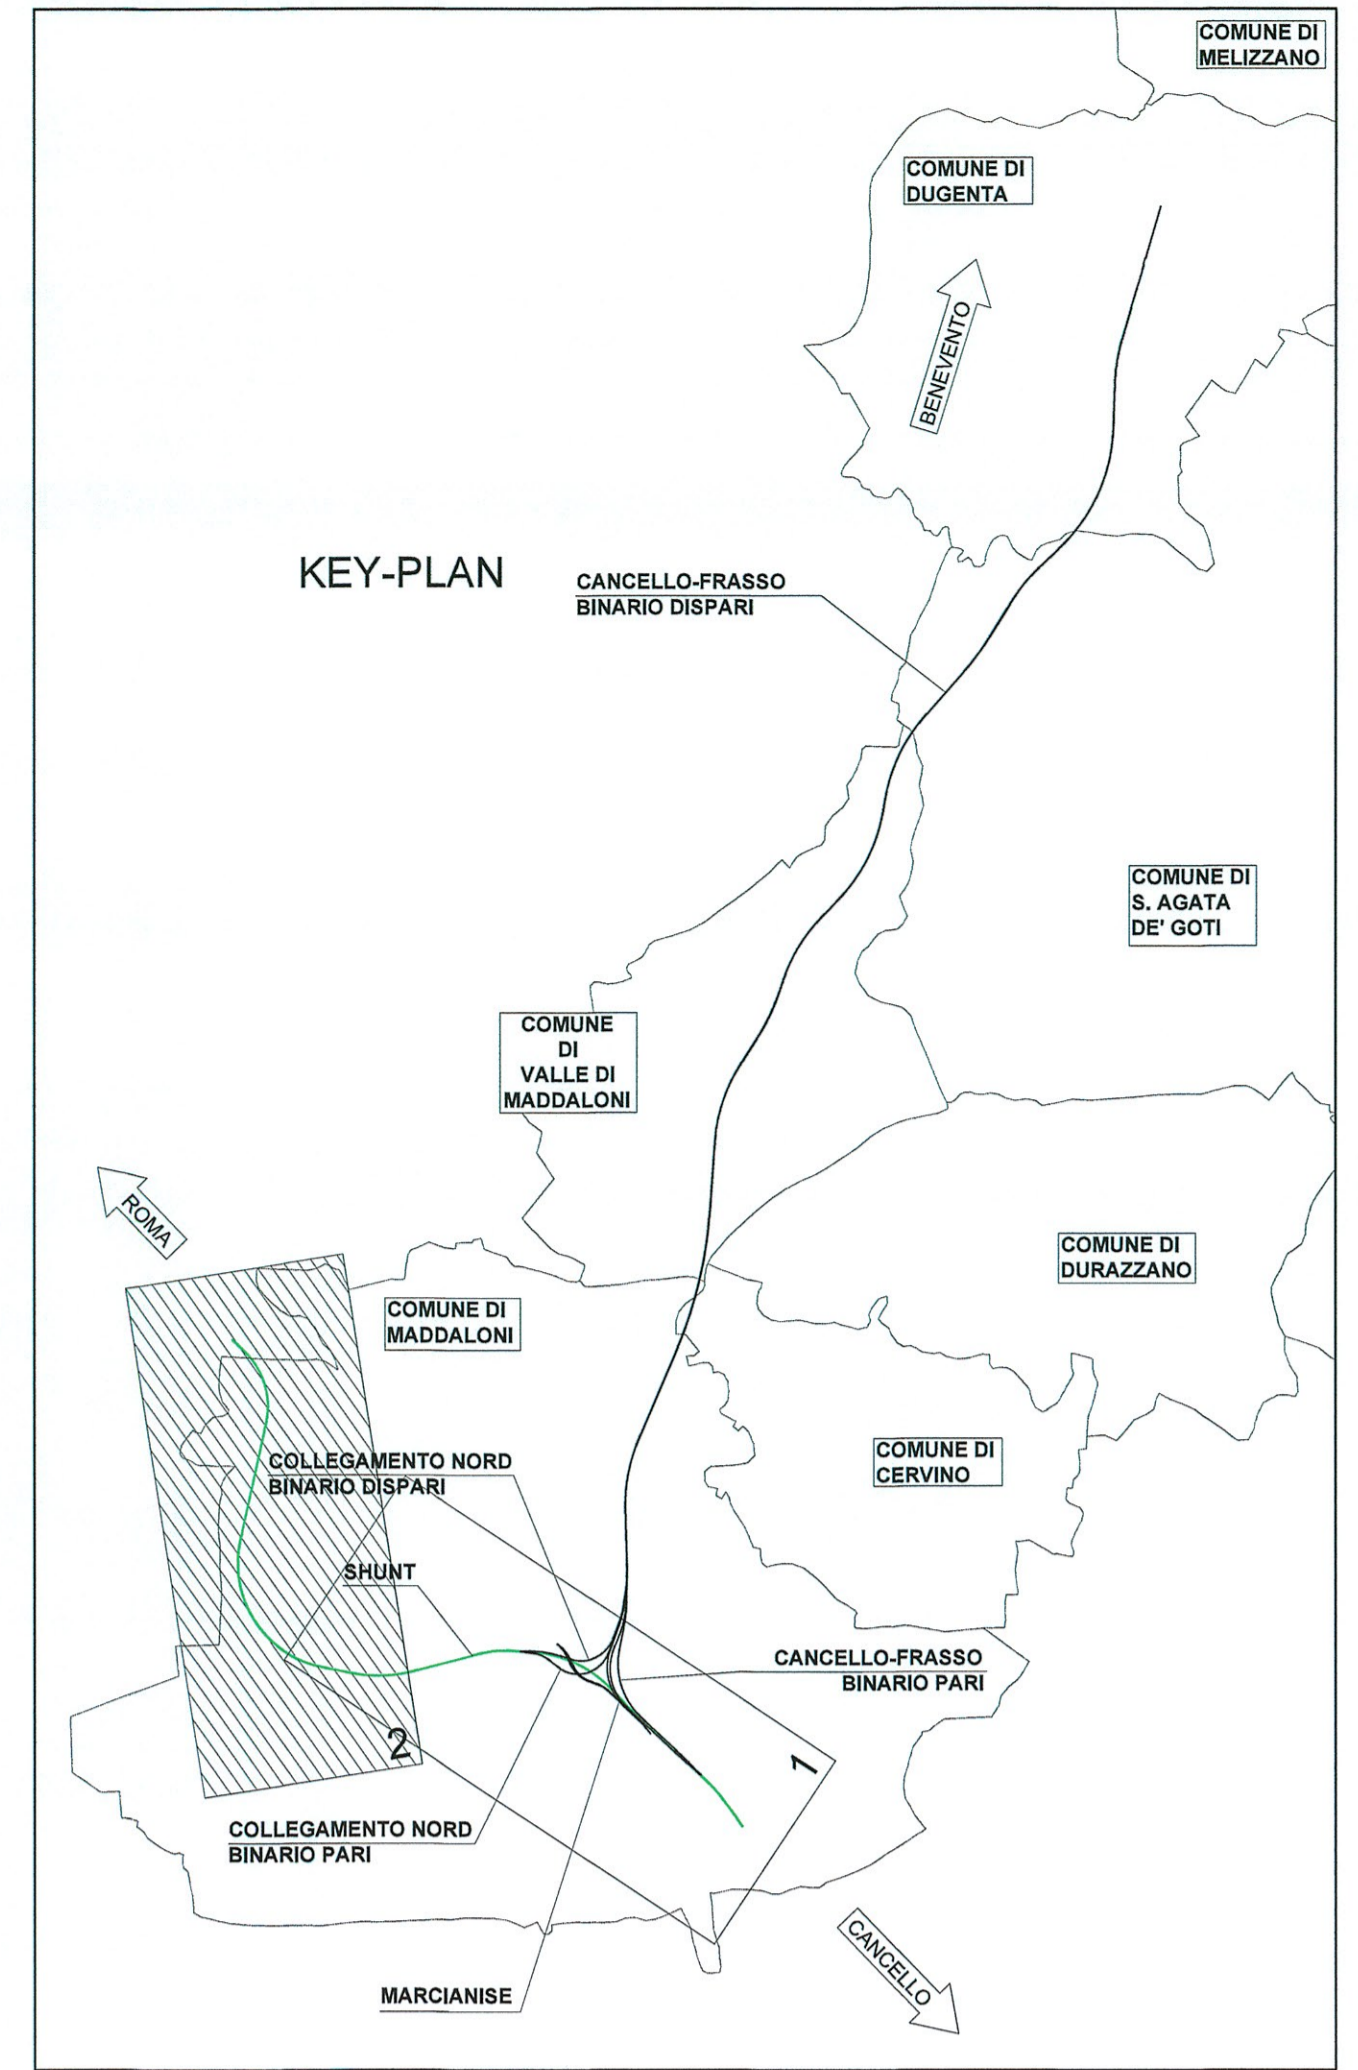 COMUNE DI
MELIZZANO
COMUNE DI
DUGENTA
BENEVENTO
KEY-PLAN
CANCELLO-FRASSO
BINARIO DISPARI
COMUNE DI
S. AGATA
DE' GOTI
COMUNE
DI
VALLE DI
MADDALONI
ROMA
COMUNE DI
DURAZZANO
COMUNE DI
MADDALONI
COMUNE DI
CERVINO
COLLEGAMENTO NORD
BINARIO DISPARI
SHUNT
CANCELLO-FRASSO
BINARIO PARI
2
1
COLLEGAMENTO NORD
BINARIO PARI
CANCELLO
MARCIANISE